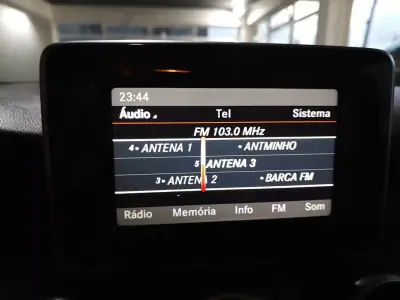 23:44
Áudio Tel Sistema
FM 103.0 MHz
4• ANTENA 1 • ANTMINHO
5 ANTENA 3
3• ANTENA 2 • BARCA FM
Rádio Memória Info FM Som